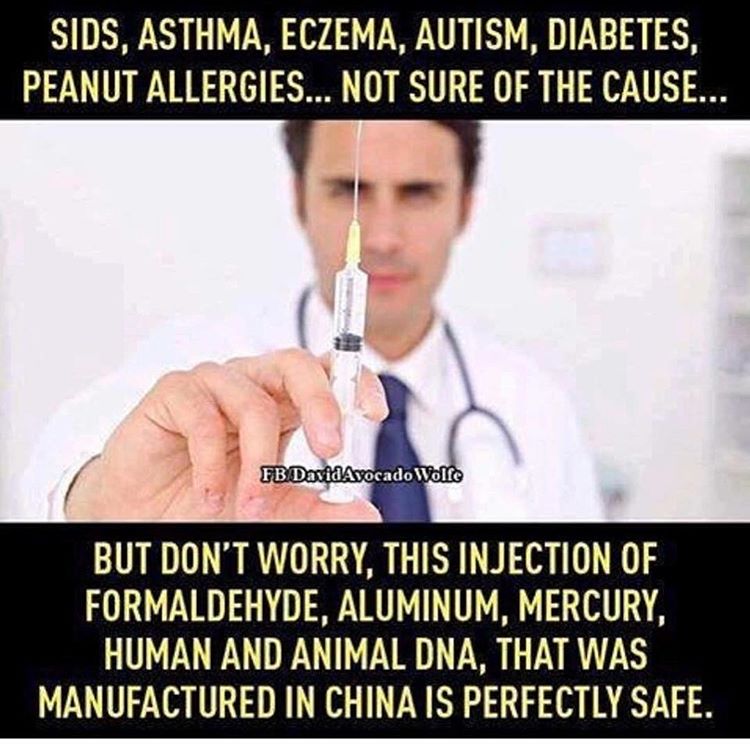 SIDS, ASTHMA, ECZEMA, AUTISM, DIABETES,
PEANUT ALLERGIES... NOT SURE OF THE CAUSE...
FB/DavidAvocadoWolfe
BUT DON'T WORRY, THIS INJECTION OF
FORMALDEHYDE, ALUMINUM, MERCURY,
HUMAN AND ANIMAL DNA, THAT WAS
MANUFACTURED IN CHINA IS PERFECTLY SAFE.